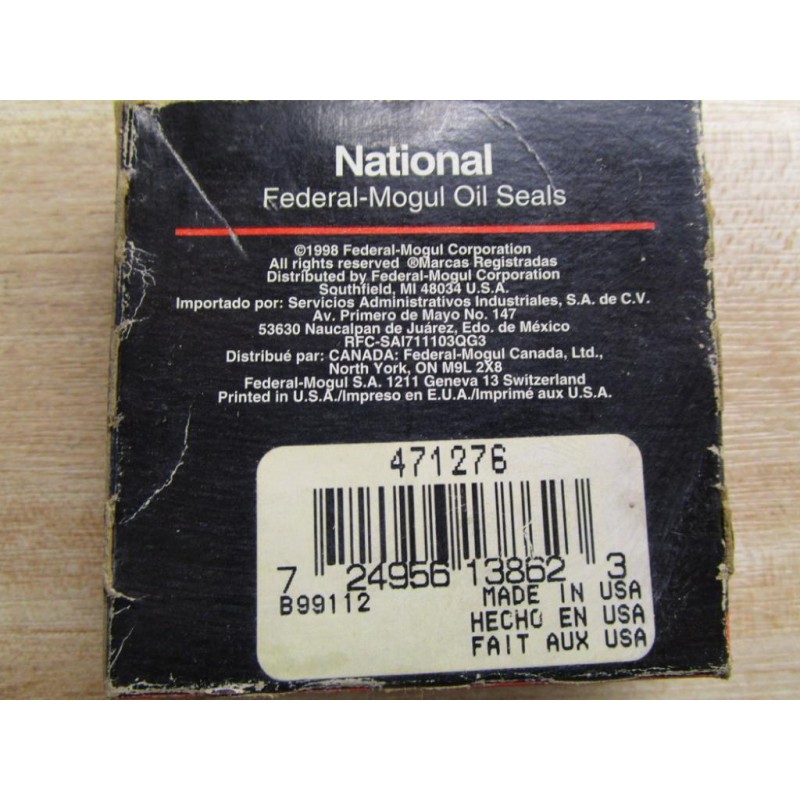 National
Federal-Mogul Oil Seals
©1998 Federal-Mogul Corporation
All rights reserved ®Marcas Registradas
Distributed by Federal-Mogul Corporation
Southfield, MI 48034 U.S.A.
Importado por: Servicios Administrativos Industriales, S.A. de C.V.
Av. Primero de Mayo No. 147
53630 Naucalpan de Juárez, Edo. de México
RFC-SAI711103QG3
Distribué par: CANADA: Federal-Mogul Canada, Ltd.,
North York, ON M9L 2X8
Federal-Mogul S.A. 1211 Geneva 13 Switzerland
Printed in U.S.A./Impreso en E.U.A./Imprimé aux U.S.A.
471276
7 24956 13862 3
B99112
MADE IN USA
HECHO EN USA
FAIT AUX USA